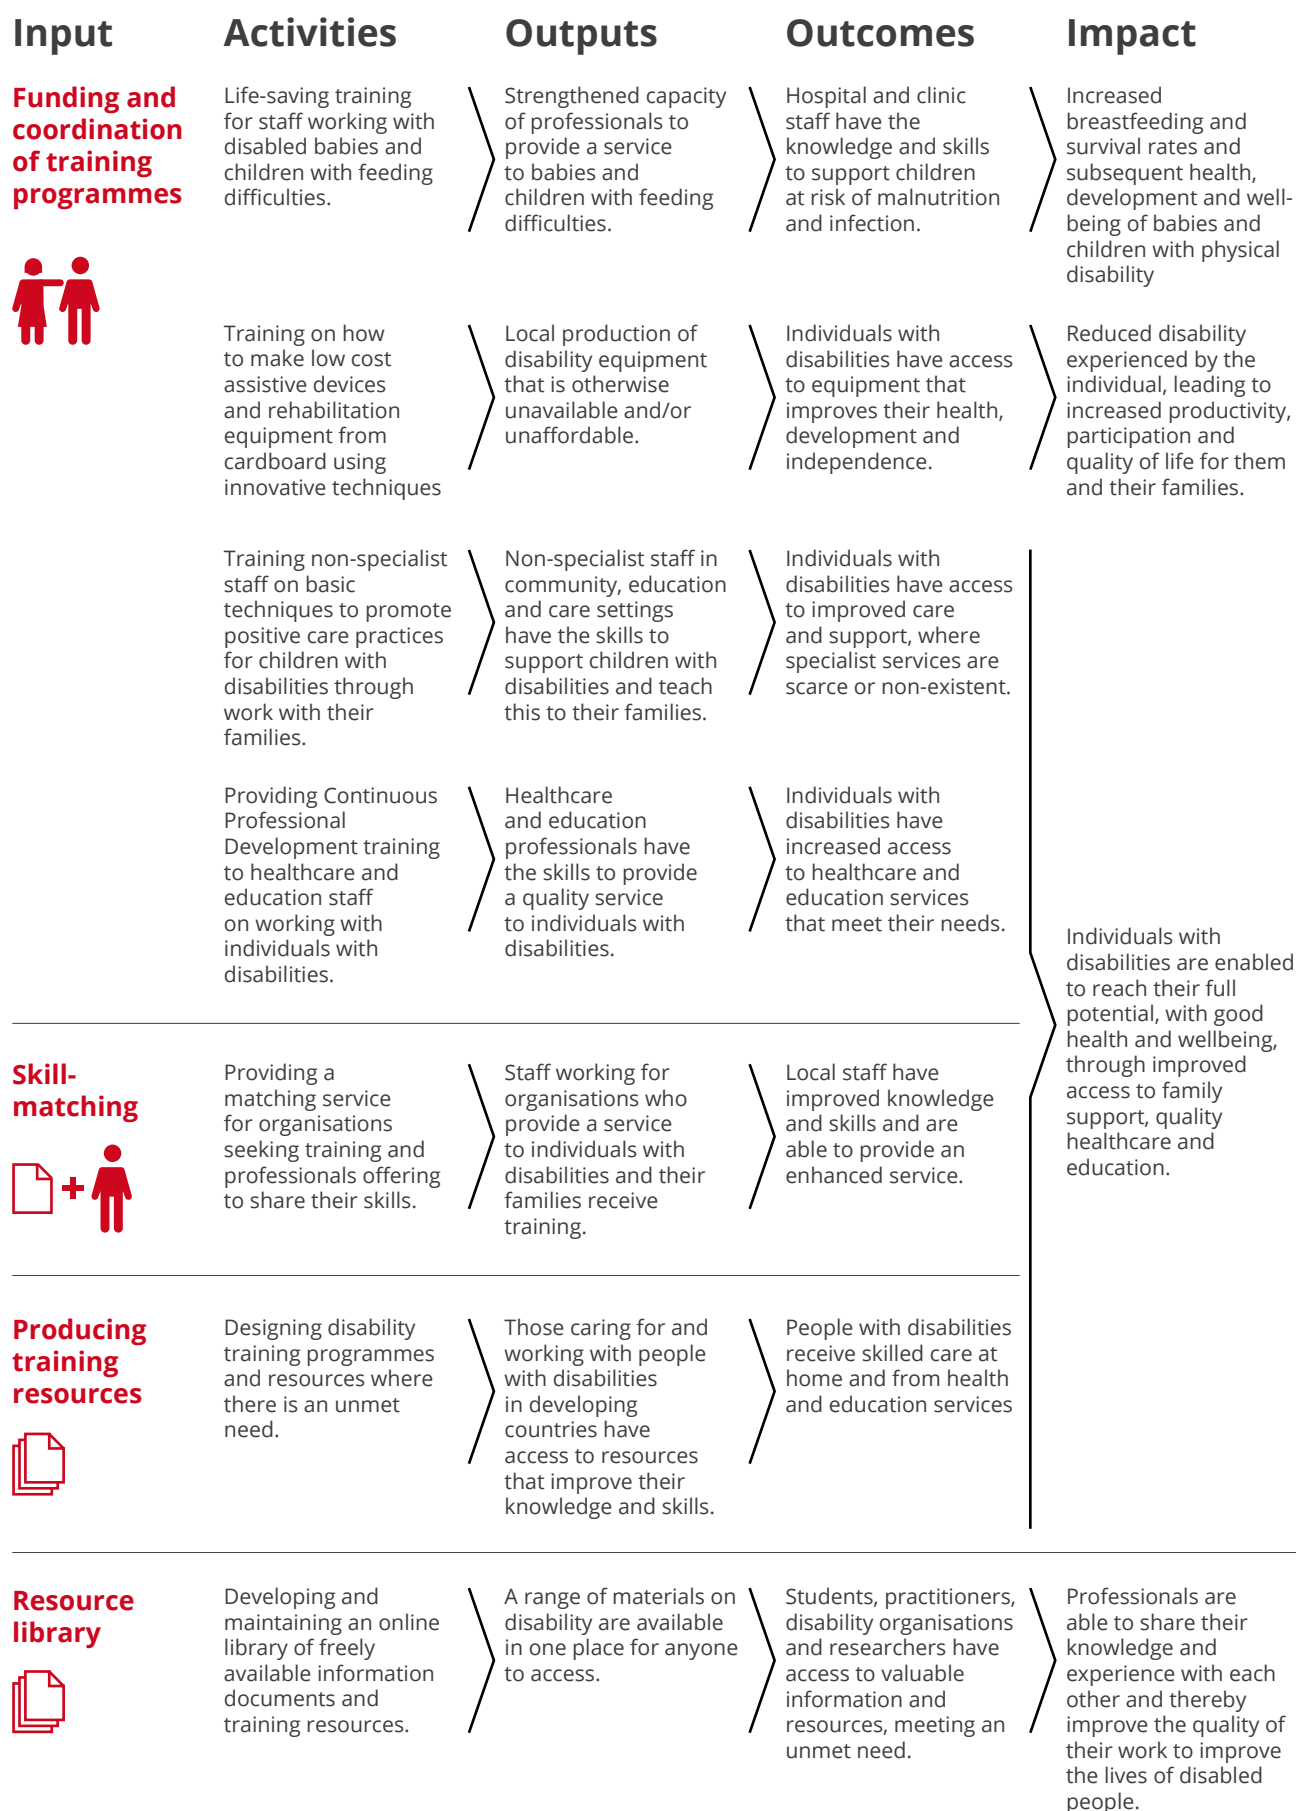 Input
Activities
Outputs
Outcomes
Impact
Funding and
coordination
of training
programmes
Life-saving training
for staff working with
disabled babies and
children with feeding
difficulties.
Strengthened capacity
of professionals to
provide a service
to babies and
children with feeding
difficulties.
Hospital and clinic
staff have the
knowledge and skills
to support children
at risk of malnutrition
and infection.
Increased
breastfeeding and
survival rates and
subsequent health,
development and well-
being of babies and
children with physical
disability
Training on how
to make low cost
assistive devices
and rehabilitation
equipment from
cardboard using
innovative techniques
Local production of
disability equipment
that is otherwise
unavailable and/or
unaffordable.
Individuals with
disabilities have access
to equipment that
improves their health,
development and
independence.
Reduced disability
experienced by the
individual, leading to
increased productivity,
participation and
quality of life for them
and their families.
Training non-specialist
staff on basic
techniques to promote
positive care practices
for children with
disabilities through
work with their
families.
Non-specialist staff in
community, education
and care settings
have the skills to
support children with
disabilities and teach
this to their families.
Individuals with
disabilities have access
to improved care
and support, where
specialist services are
scarce or non-existent.
Providing Continuous
Professional
Development training
to healthcare and
education staff
on working with
individuals with
disabilities.
Healthcare
and education
professionals have
the skills to provide
a quality service
to individuals with
disabilities.
Individuals with
disabilities have
increased access
to healthcare and
education services
that meet their needs.
Individuals with
disabilities are enabled
to reach their full
potential, with good
health and wellbeing,
through improved
access to family
support, quality
healthcare and
education.
Skill-
matching
Providing a
matching service
for organisations
seeking training and
professionals offering
to share their skills.
Staff working for
organisations who
provide a service
to individuals with
disabilities and their
families receive
training.
Local staff have
improved knowledge
and skills and are
able to provide an
enhanced service.
Producing
training
resources
Designing disability
training programmes
and resources where
there is an unmet
need.
Those caring for and
working with people
with disabilities
in developing
countries have
access to resources
that improve their
knowledge and skills.
People with disabilities
receive skilled care at
home and from health
and education services
Resource
library
Developing and
maintaining an online
library of freely
available information
documents and
training resources.
A range of materials on
disability are available
in one place for anyone
to access.
Students, practitioners,
disability organisations
and researchers have
access to valuable
information and
resources, meeting an
unmet need.
Professionals are
able to share their
knowledge and
experience with each
other and thereby
improve the quality of
their work to improve
the lives of disabled
people.